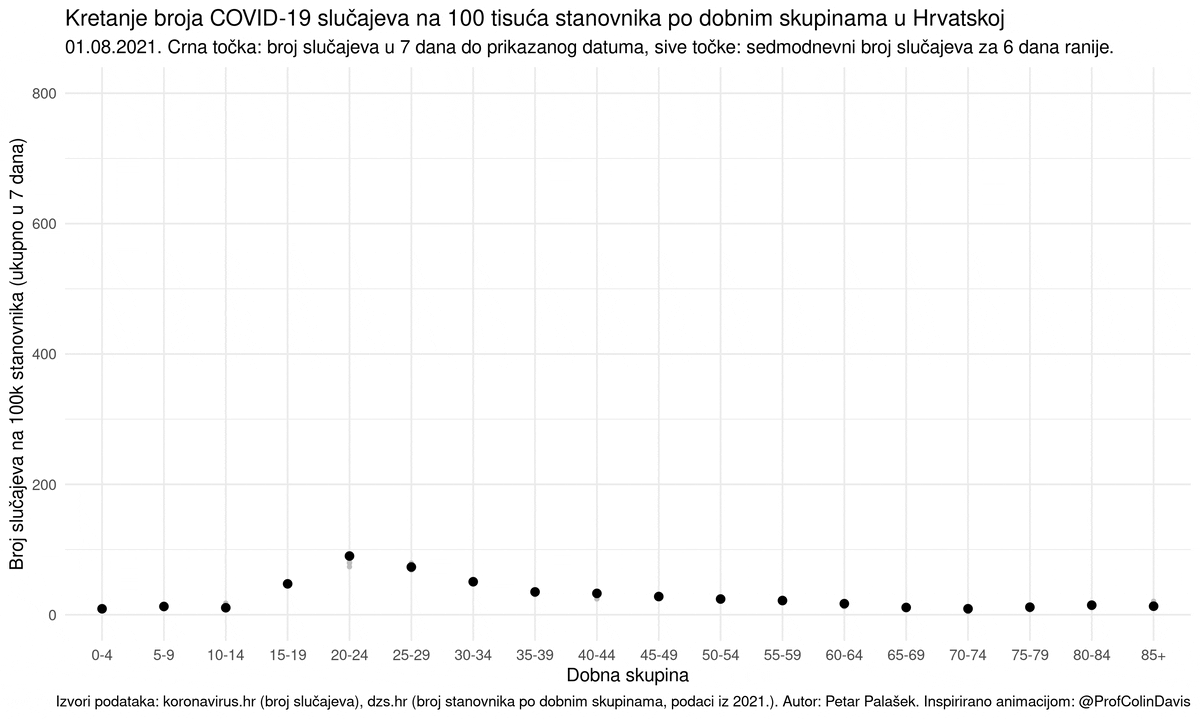 Kretanje broja COVID-19 slučajeva na 100 tisuća stanovnika po dobnim skupinama u Hrvatskoj
01.08.2021. Crna točka: broj slučajeva u 7 dana do prikazanog datuma, sive točke: sedmodnevni broj slučajeva za 6 dana ranije.
Broj slučajeva na 100k stanovnika (ukupno u 7 dana)
800
600
400
200
0
0-4 5-9 10-14 15-19 20-24 25-29 30-34 35-39 40-44 45-49 50-54 55-59 60-64 65-69 70-74 75-79 80-84 85+
Dobna skupina
Izvori podataka: koronavirus.hr (broj slučajeva), dzs.hr (broj stanovnika po dobnim skupinama, podaci iz 2021.). Autor: Petar Palašek. Inspirirano animacijom: @ProfColinDavis